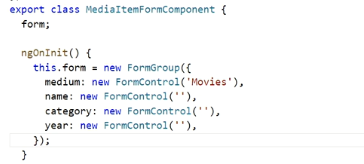 export class MediaItemFormComponent {
form;
ngOnInit() {
this.form = new FormGroup({
medium: new FormControl('Movies'),
name: new FormControl(''),
category: new FormControl(''),
year: new FormControl(''),
});
}